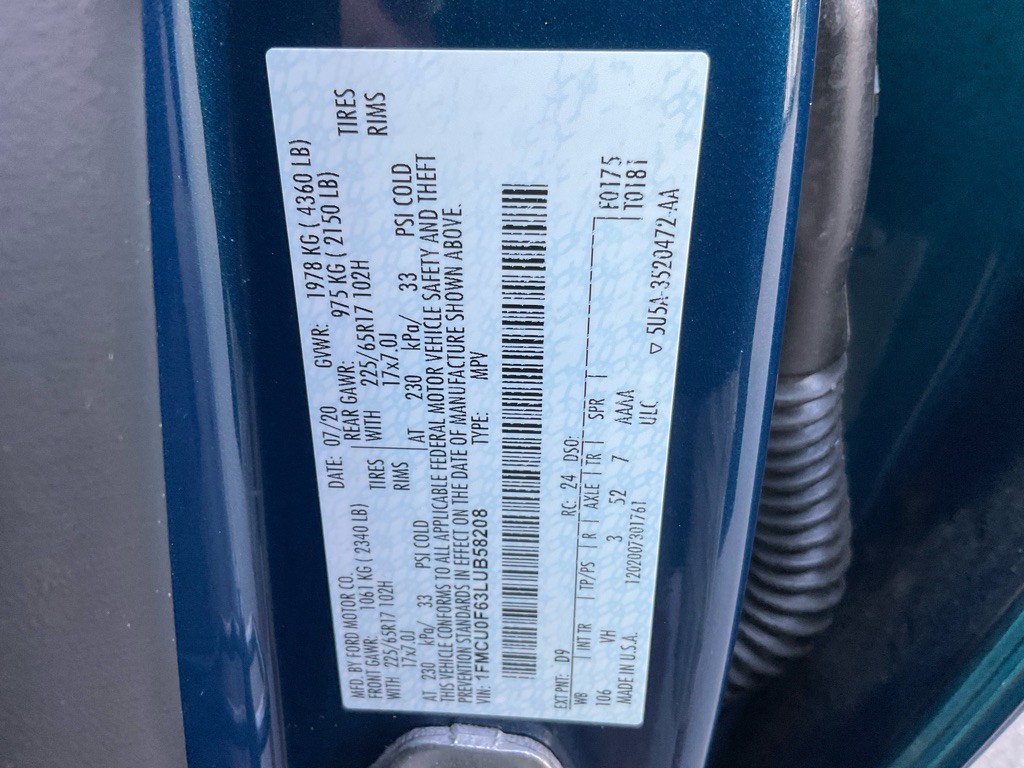 MFD. BY FORD MOTOR CO.
DATE: 07/20 GVWR: 1978 KG ( 4360 LB)
FRONT GAWR: 1061 KG ( 2340 LB) REAR GAWR: 975 KG ( 2150 LB)
WITH 225/65R17 102H TIRES WITH 225/65R17 102H TIRES
17x7.0J RIMS 17x7.0J RIMS
AT 230 kPa/ 33 PSI COLD AT 230 kPa/ 33 PSI COLD
THIS VEHICLE CONFORMS TO ALL APPLICABLE FEDERAL MOTOR VEHICLE SAFETY AND THEFT
PREVENTION STANDARDS IN EFFECT ON THE DATE OF MANUFACTURE SHOWN ABOVE.
VIN: 1FMCU0F63LUB58208 TYPE: MPV
EXT PNT: D9 RC: 24 DSO:
WB INT TR TP/PS R AXLE TR SPR F0175
106 VH 3 52 7 AAAA T0181
ULC
MADE IN U.S.A. 1202007301761
▽ 5U5A-3520472-AA